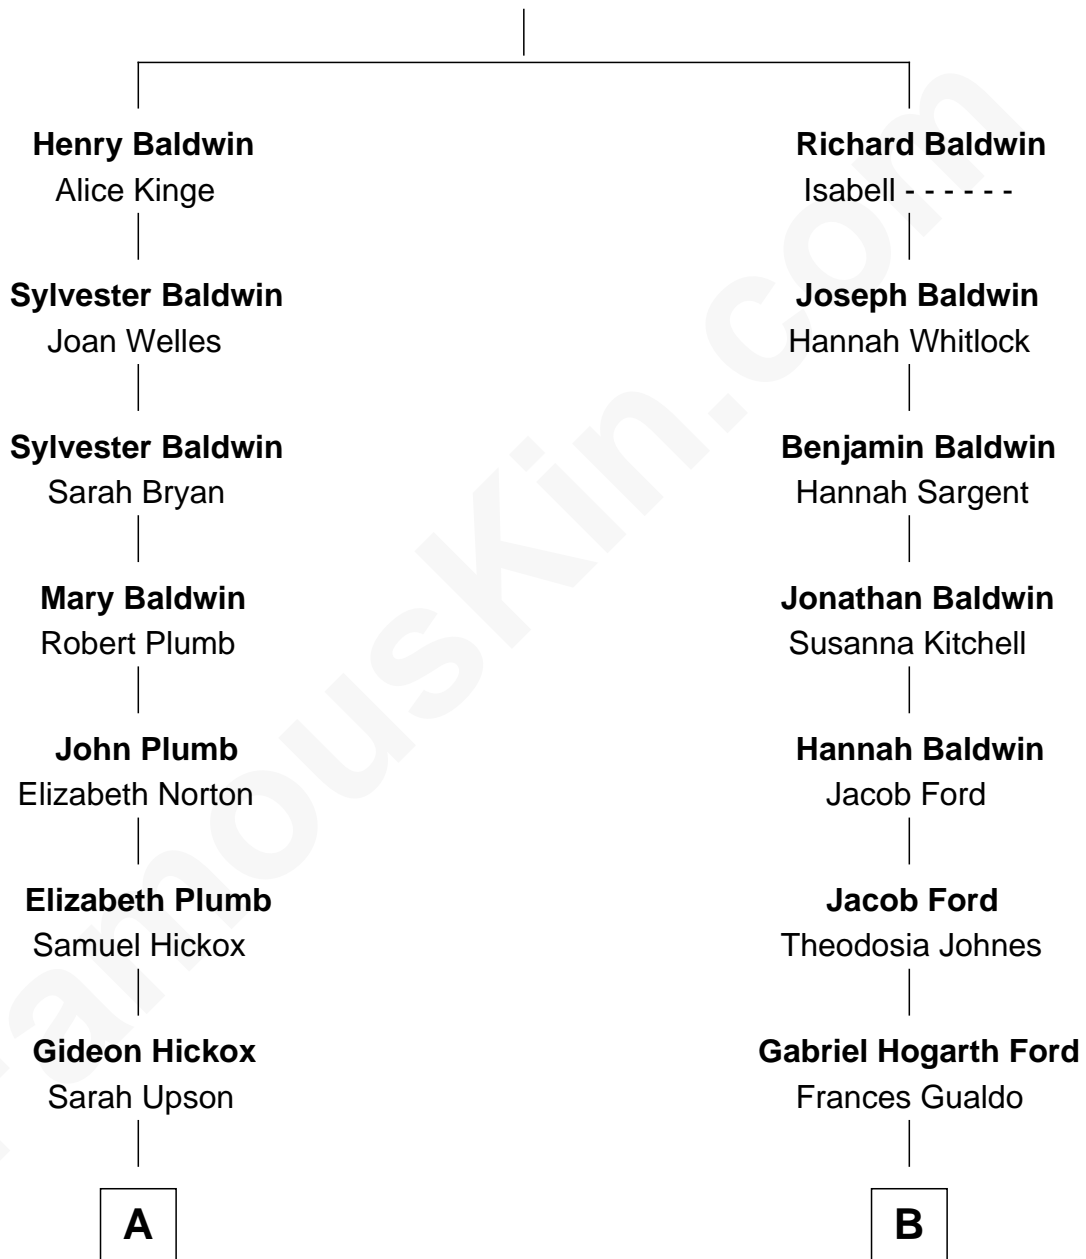 Henry Baldwin
Alice Kinge
Sylvester Baldwin
Joan Welles
Sylvester Baldwin
Sarah Bryan
Mary Baldwin
Robert Plumb
John Plumb
Elizabeth Norton
Elizabeth Plumb
Samuel Hickox
Gideon Hickox
Sarah Upson
A
Richard Baldwin
Isabell - - - - - -
Joseph Baldwin
Hannah Whitlock
Benjamin Baldwin
Hannah Sargent
Jonathan Baldwin
Susanna Kitchell
Hannah Baldwin
Jacob Ford
Jacob Ford
Theodosia Johnes
Gabriel Hogarth Ford
Frances Gualdo
B
FamousKin.com